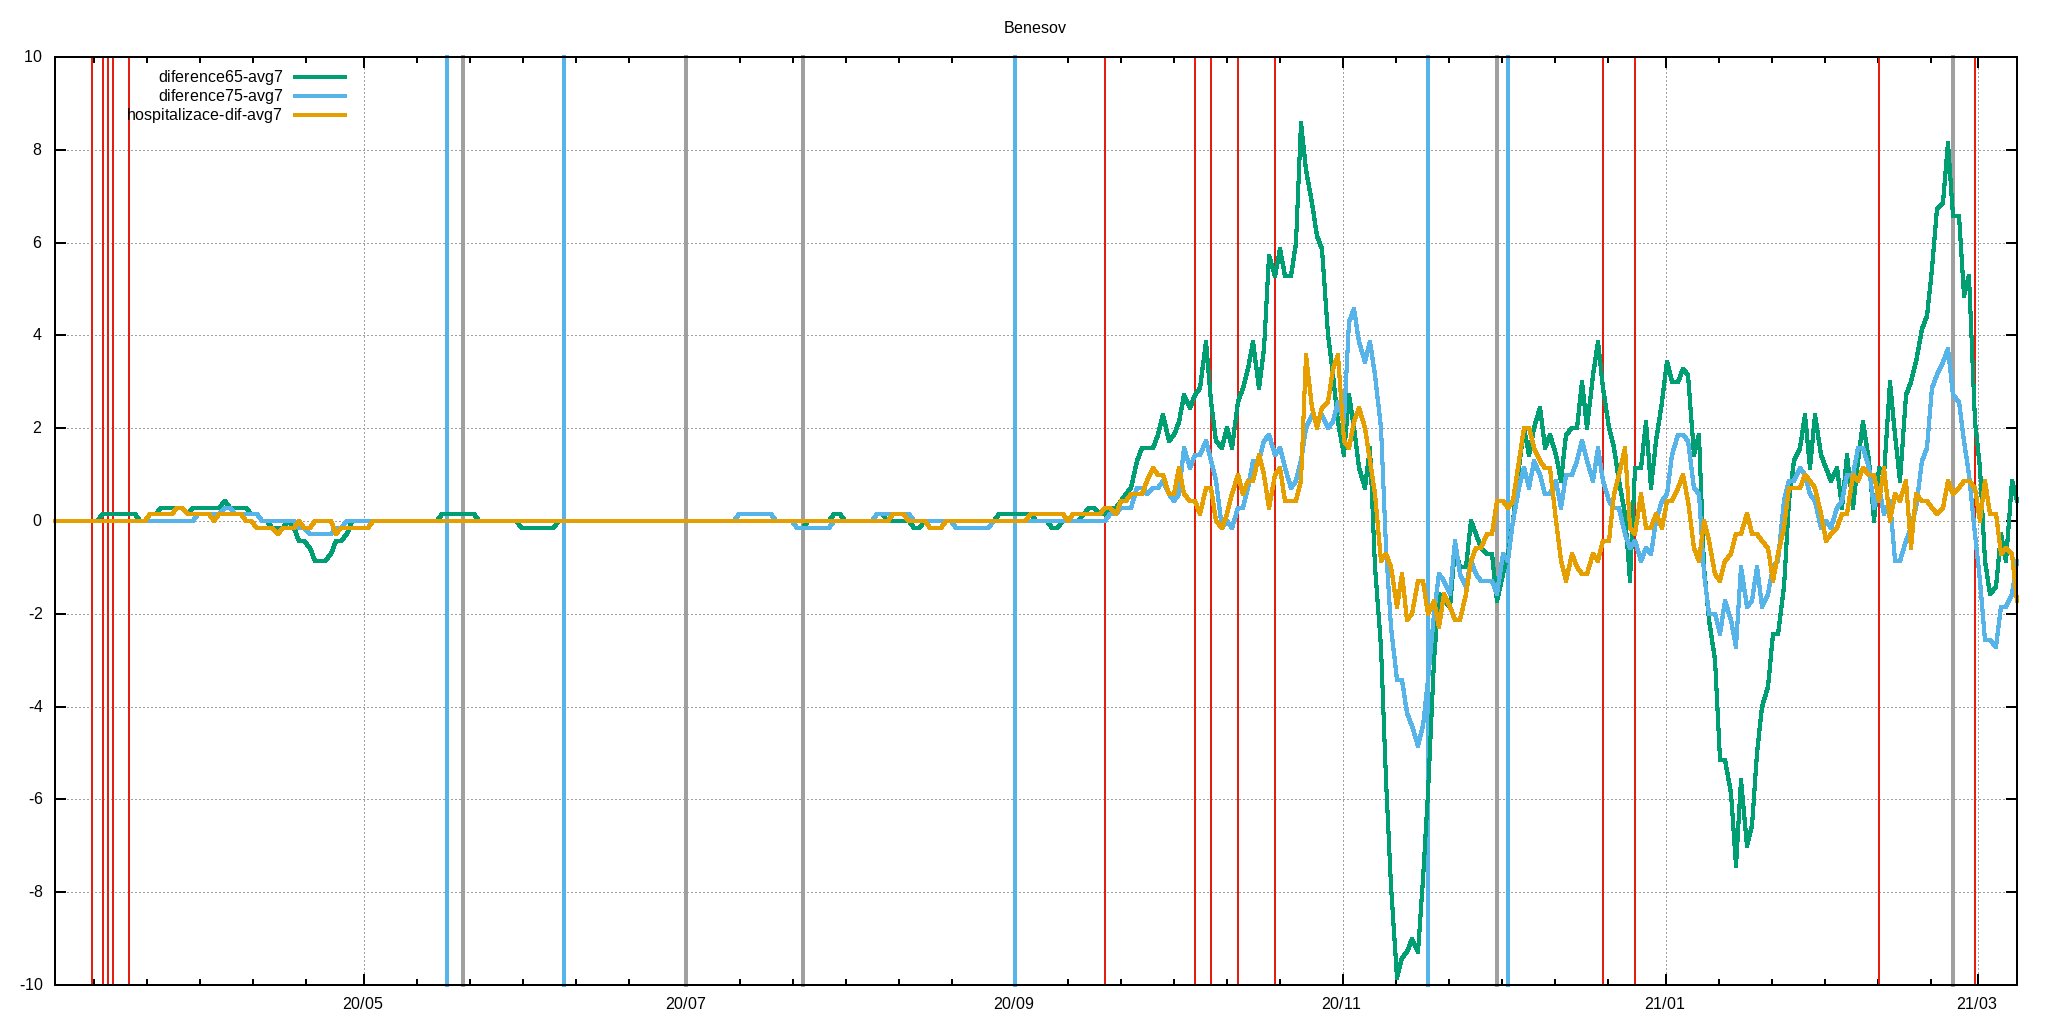 Benesov
10
diference65-avg7
diference75-avg7
hospitalizace-dif-avg7
8
6
4
2
0
-2
-4
-6
-8
-10
20/05 20/07 20/09 20/11 21/01 21/03